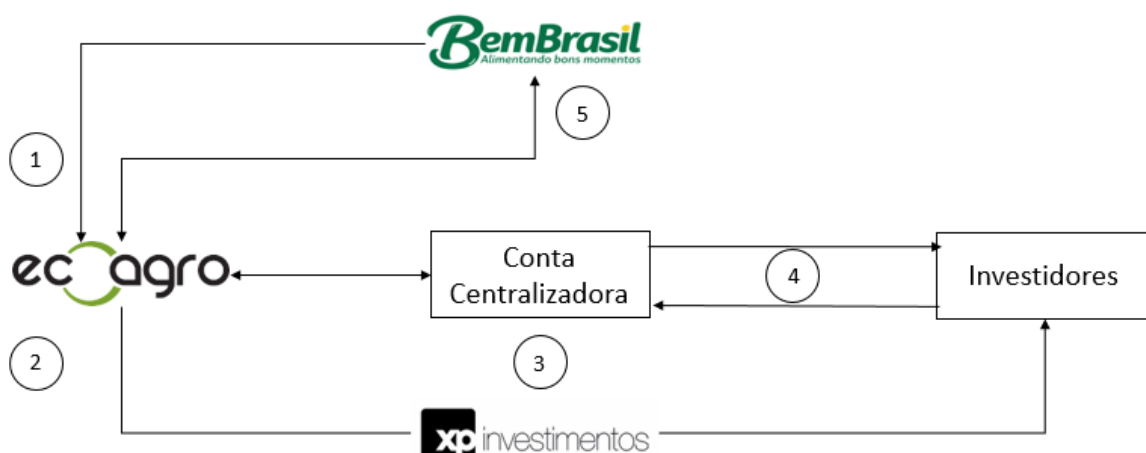 BemBrasil
Alimentando bons momentos
5
1
ecoagro
Conta
Centralizadora
4
Investidores
2
3
xp investimentos